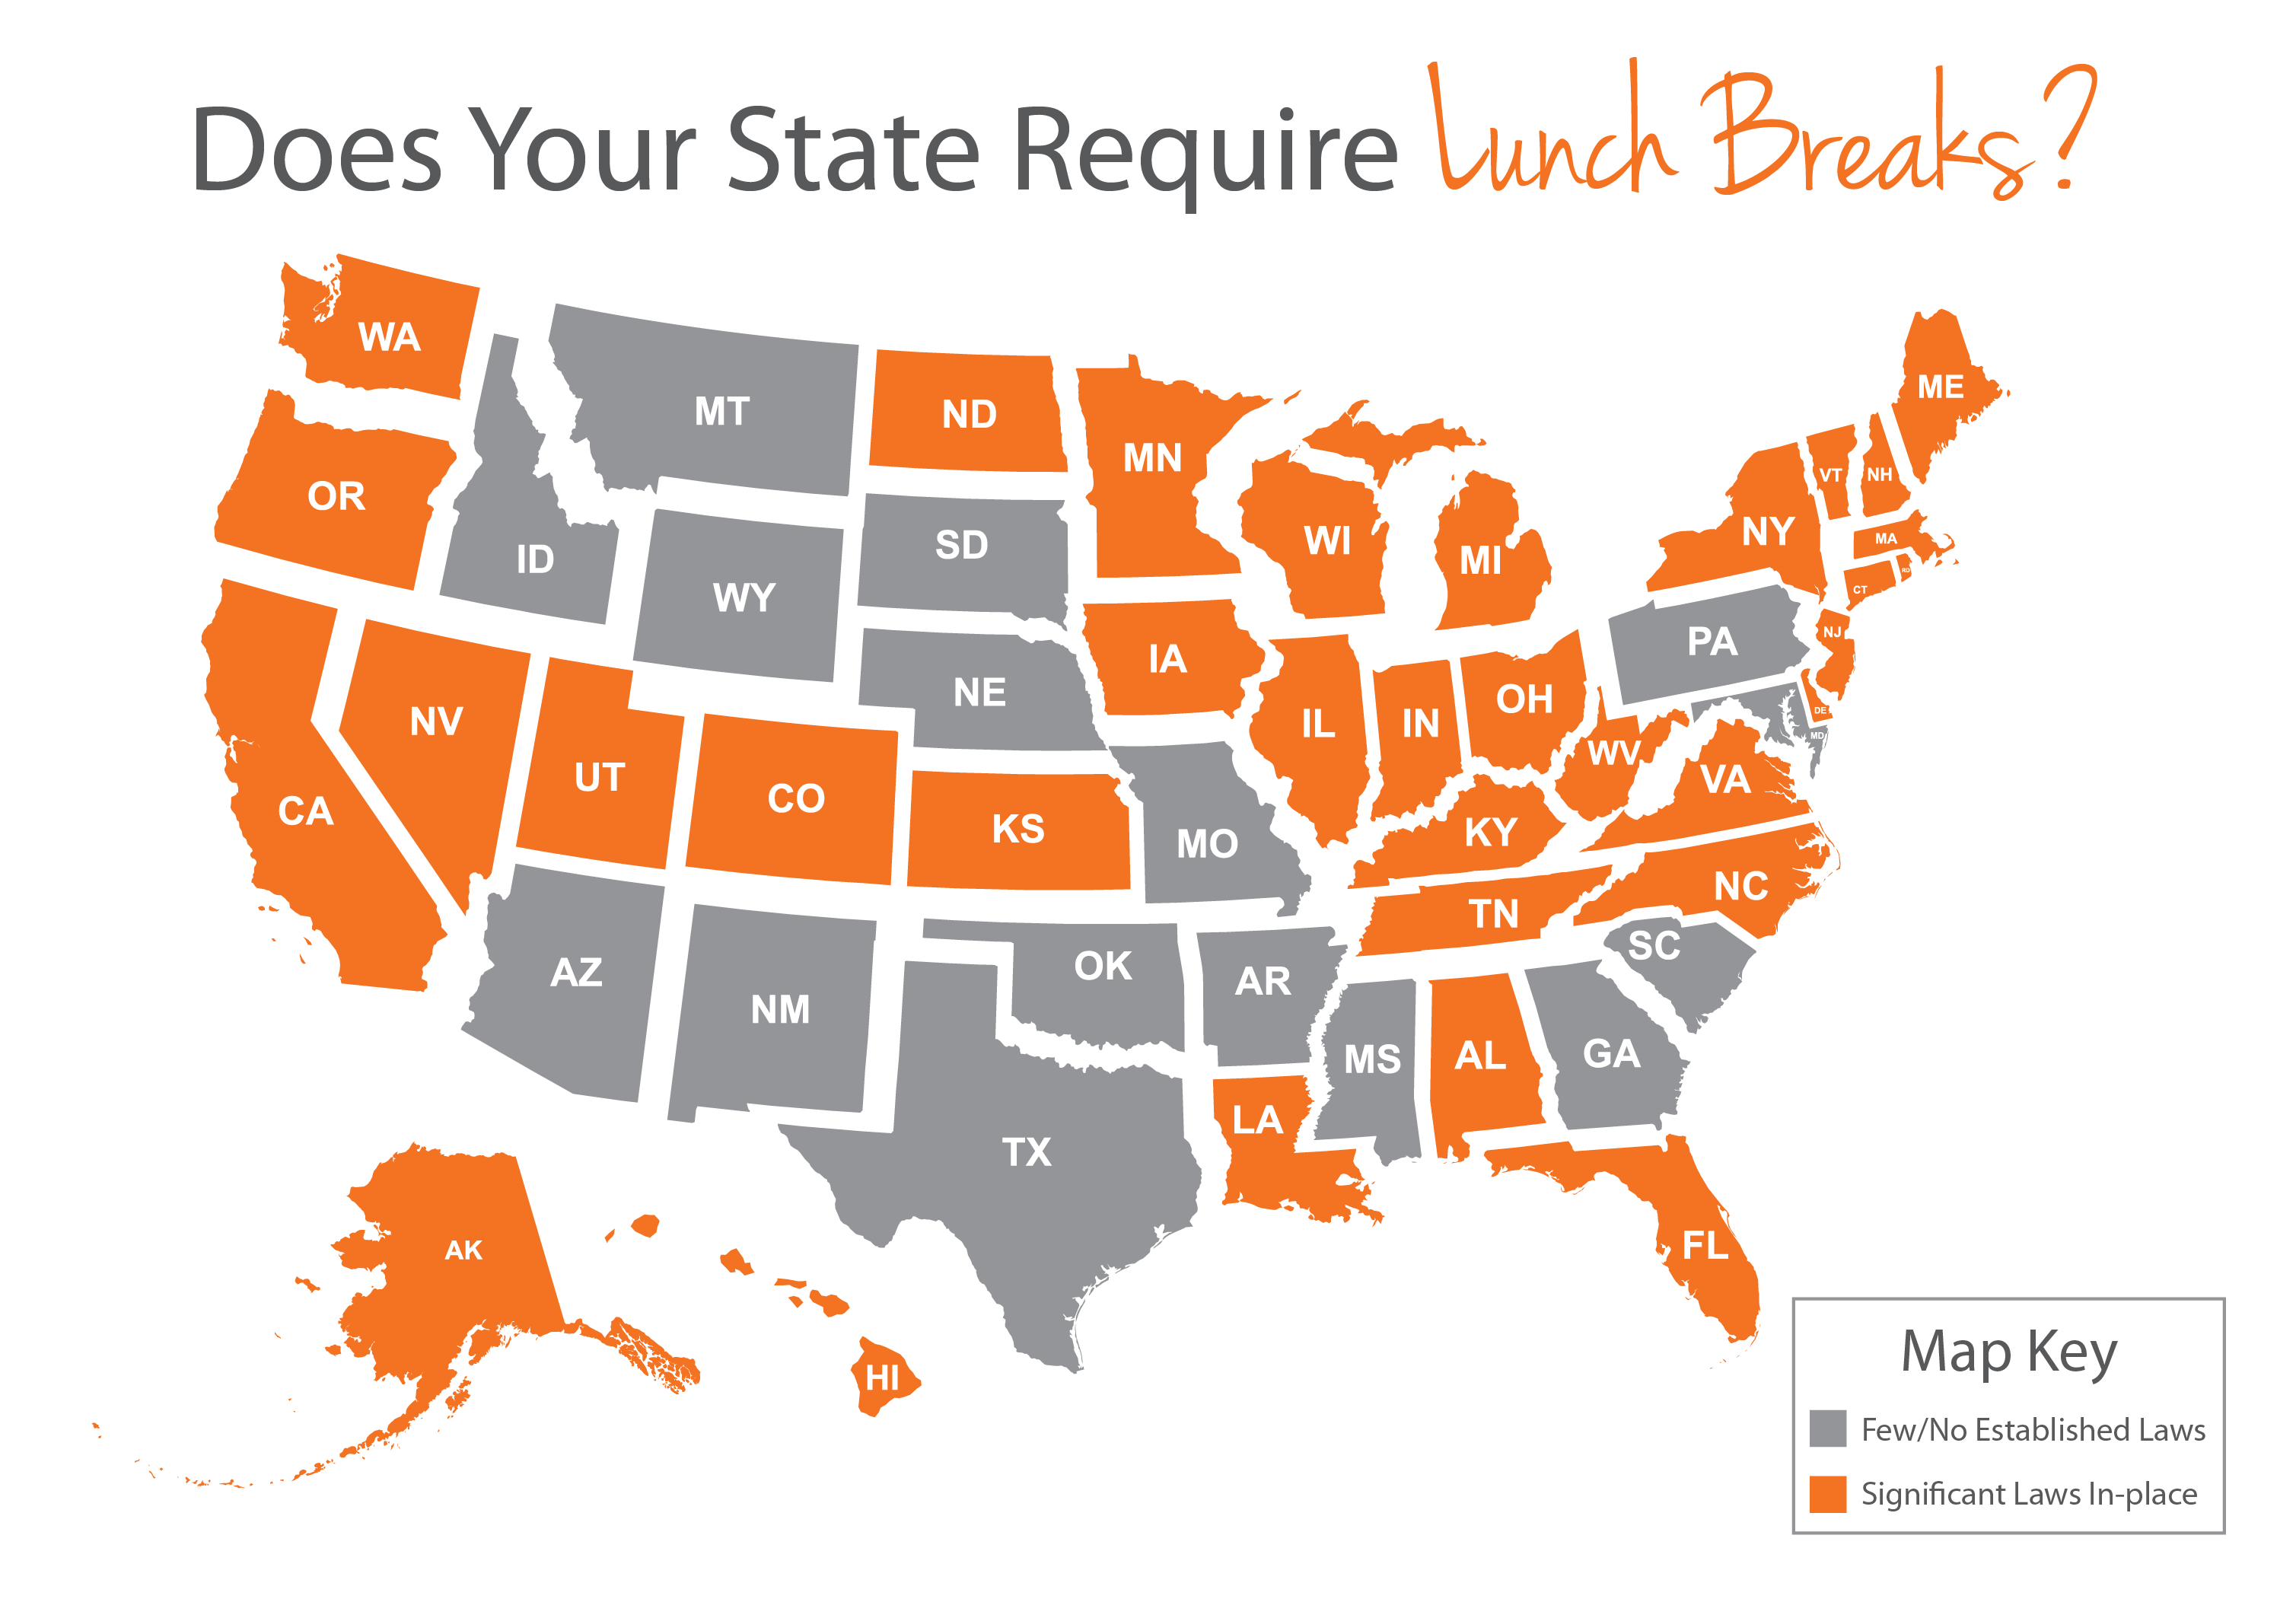 Does Your State Require Lunch Breaks?
WA
MT
ND
MN
ME
OR
ID
WY
SD
WI
MI
NY
VT
NH
MA
CT
NV
UT
CO
NE
IA
IL
IN
OH
PA
NJ
DE
MD
WV
VA
CA
KS
MO
KY
NC
TN
SC
AZ
NM
OK
AR
MS
AL
GA
TX
LA
FL
AK
HI
Map Key
Few/No Established Laws
Significant Laws In-place